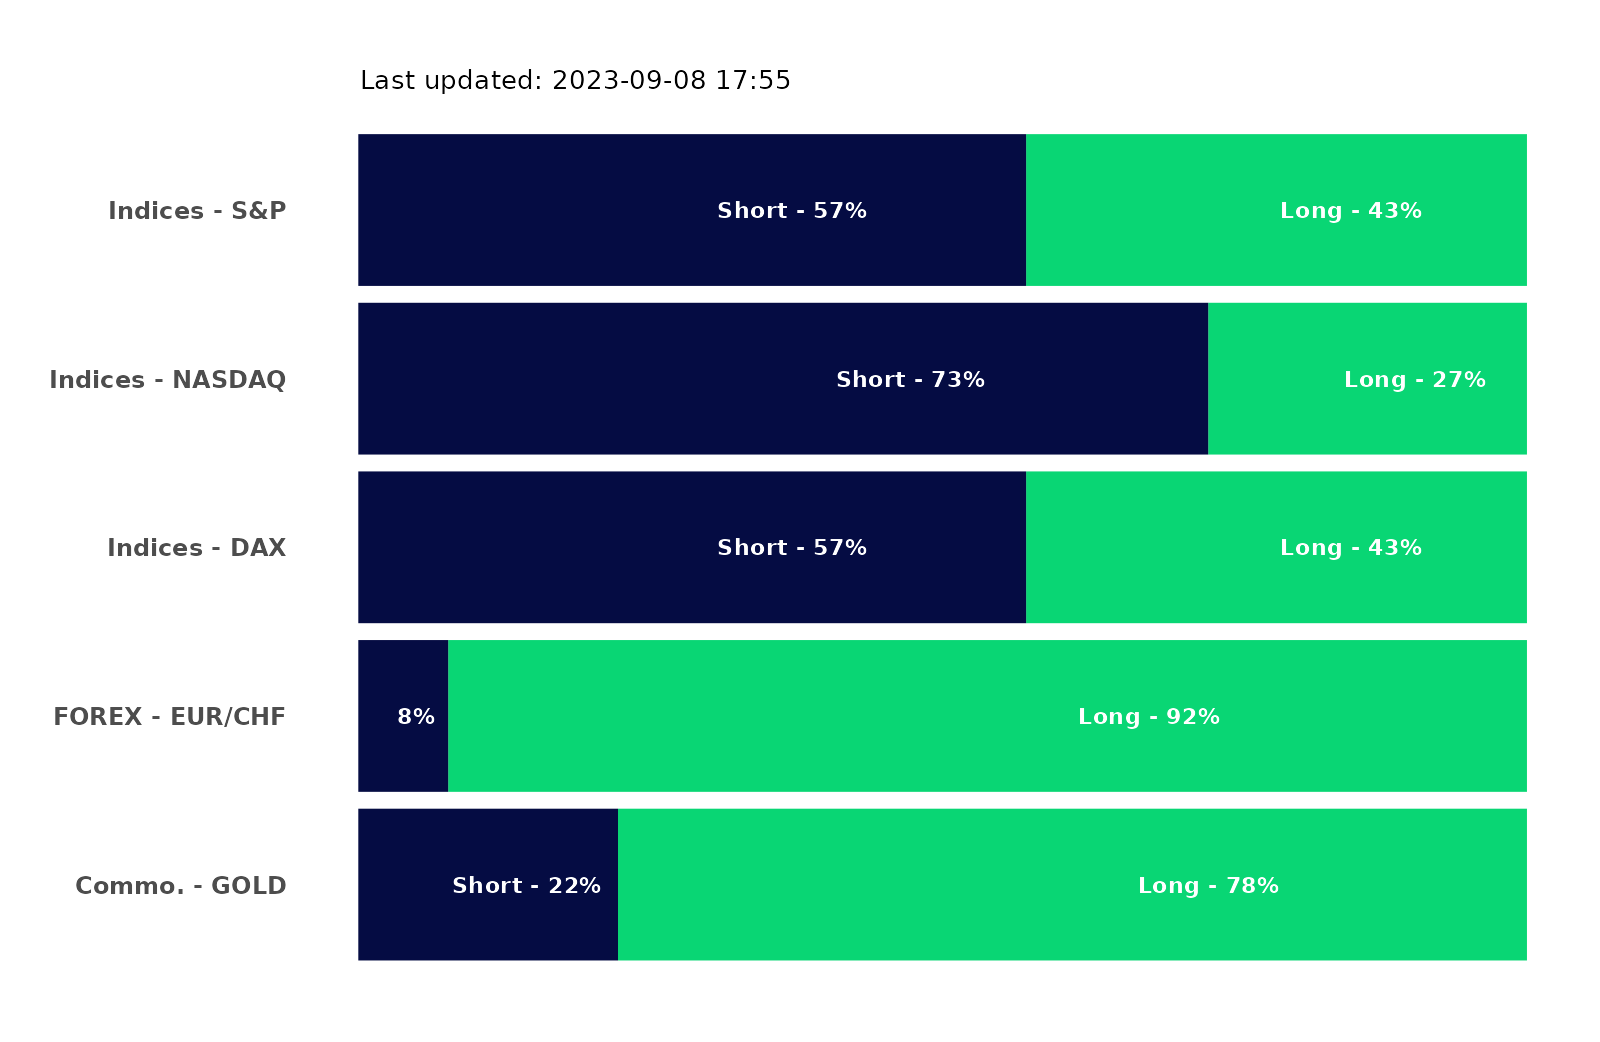 Last updated: 2023-09-08 17:55
Indices - S&P Short - 57% Long - 43%
Indices - NASDAQ Short - 73% Long - 27%
Indices - DAX Short - 57% Long - 43%
FOREX - EUR/CHF 8% Long - 92%
Commo. - GOLD Short - 22% Long - 78%